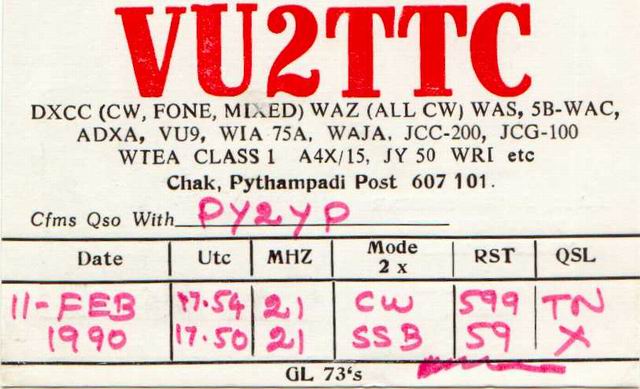 VU2TTC
DXCC (CW, FONE, MIXED) WAZ (ALL CW) WAS, 5B-WAC,
ADXA, VU9, WIA 75A, WAJA, JCC-200, JCG-100
WTEA CLASS 1 A4X/15, JY 50 WRI etc
Chak, Pythampadi Post 607 101.
Cfms Qso With PY2YP
Date Utc MHZ Mode 2 x RST QSL
11-FEB 17.54 21 CW 599 TN
1990 17.50 21 SSB 59 X
GL 73's